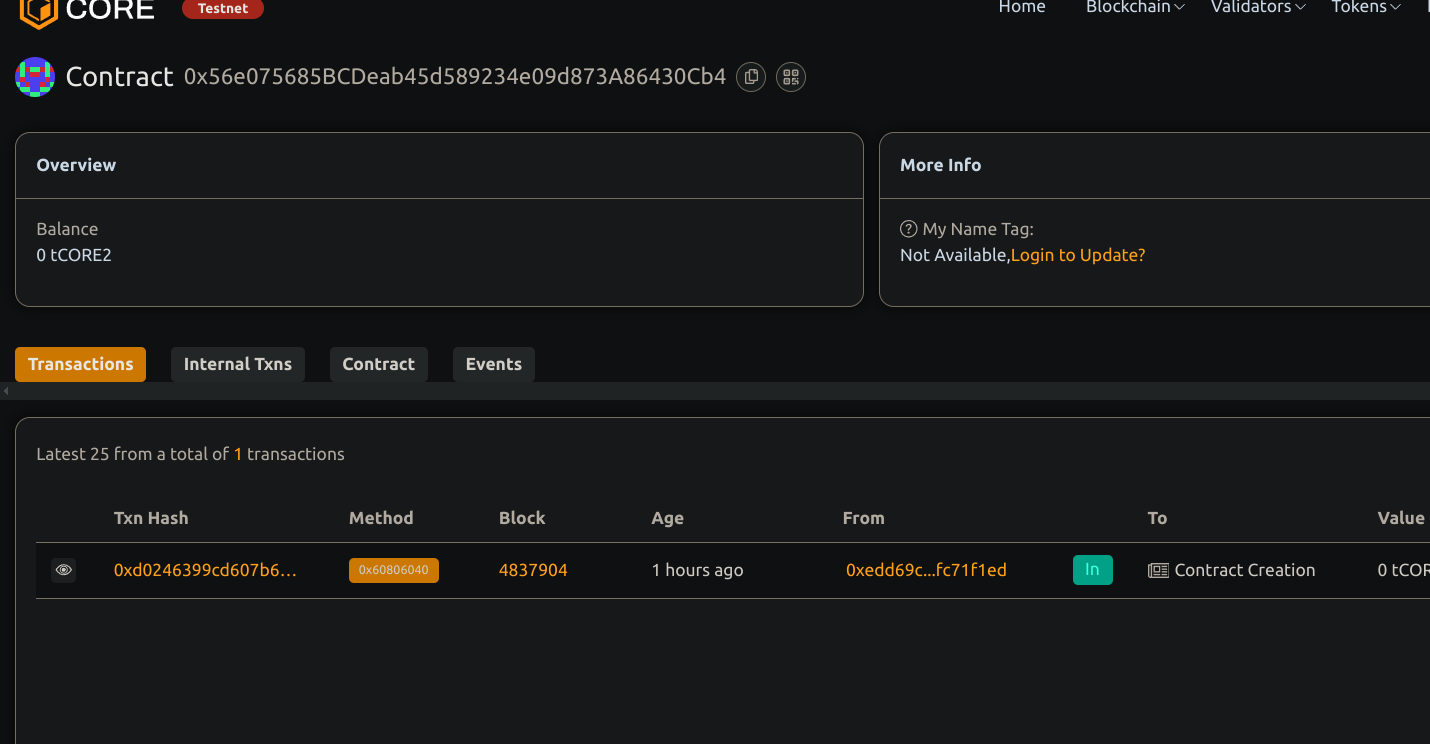 CORE Testnet Home Blockchain Validators Tokens
Contract 0x56e075685BCDeab45d589234e09d873A86430Cb4
Overview
Balance
0 tCORE2
More Info
My Name Tag:
Not Available,Login to Update?
Transactions Internal Txns Contract Events
Latest 25 from a total of 1 transactions
Txn Hash Method Block Age From To Value
0xd0246399cd607b6... 0x60806040 4837904 1 hours ago 0xedd69c...fc71f1ed In Contract Creation 0 tCOR